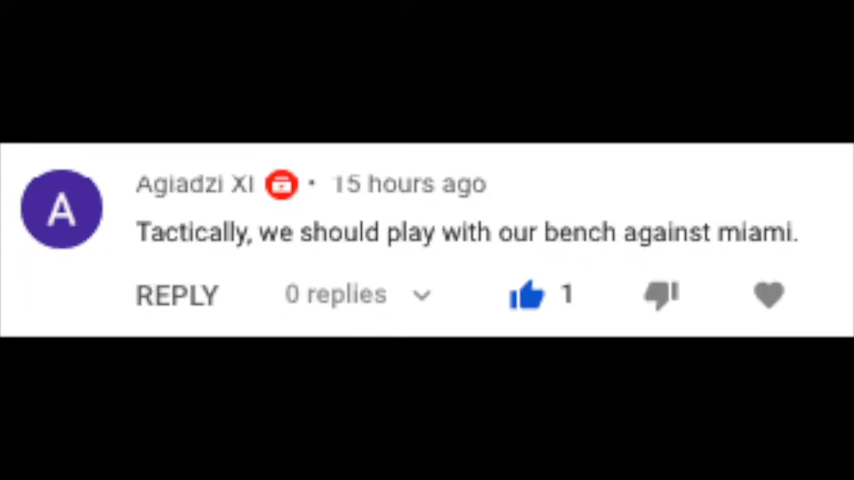 A
Agiadzi XI • 15 hours ago
Tactically, we should play with our bench against miami.
REPLY 0 replies 1